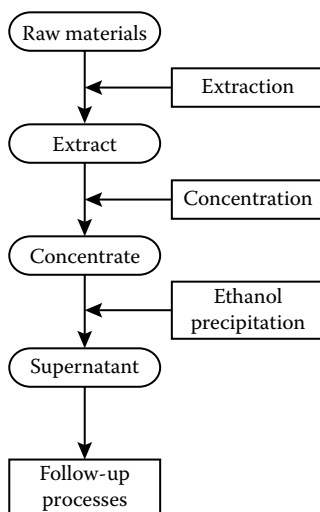 Raw materials
Extraction
Extract
Concentration
Concentrate
Ethanol
precipitation
Supernatant
Follow-up
processes